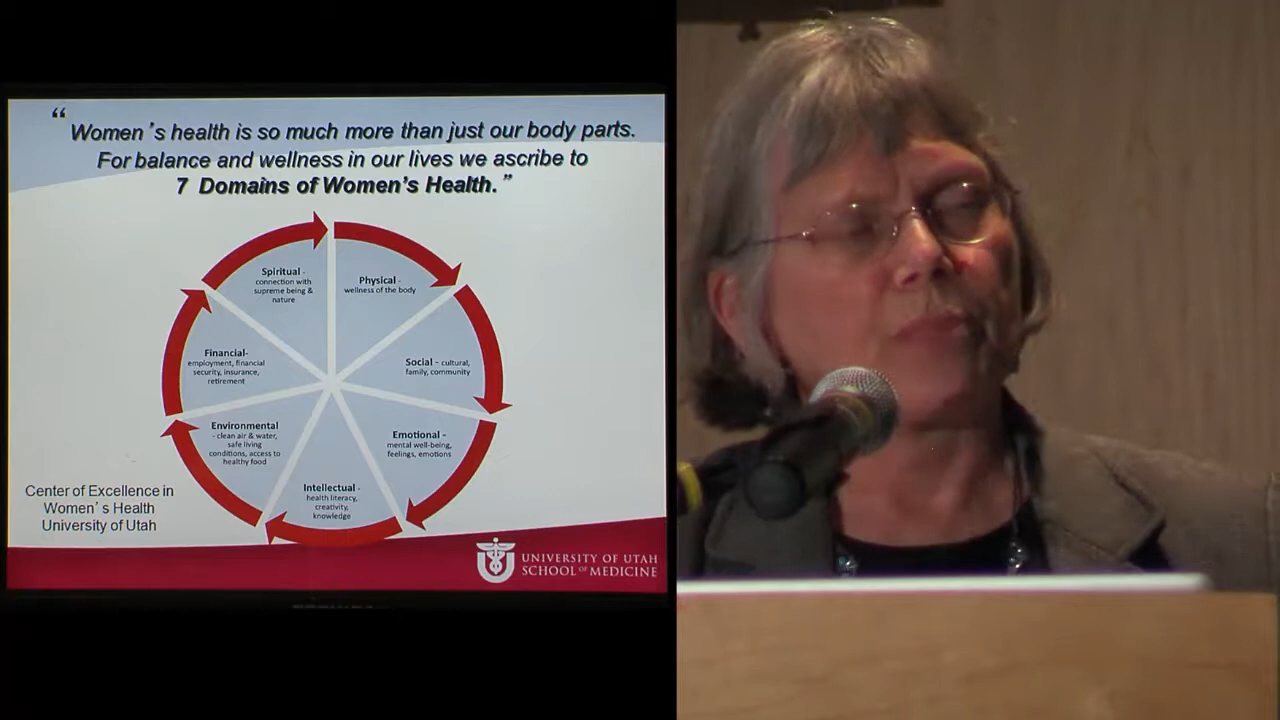 “
Women's health is so much more than just our body parts.
For balance and wellness in our lives we ascribe to
7 Domains of Women's Health.”
Spiritual -
connection with
supreme being &
nature
Physical -
wellness of the body
Financial-
employment, financial
security, insurance,
retirement
Social – cultural,
family, community
Environmental
- clean air & water,
safe living
conditions, access to
healthy food
Emotional –
mental well-being,
feelings, emotions
Intellectual -
health literacy,
creativity,
knowledge
Center of Excellence in
Women's Health
University of Utah
UNIVERSITY OF UTAH
SCHOOL OF MEDICINE